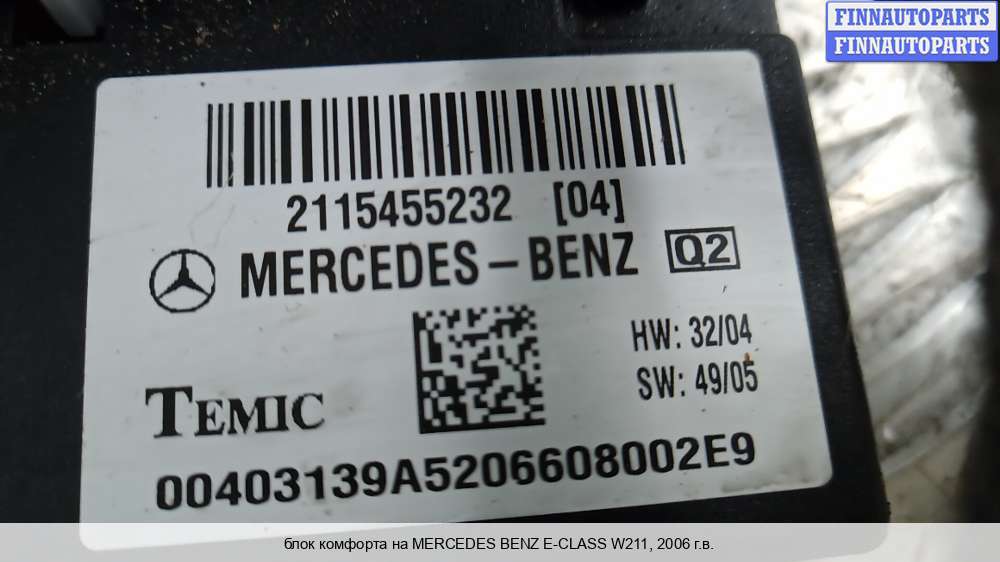 FINNAUTOPARTS
FINNAUTOPARTS
2115455232 [04]
MERCEDES-BENZ Q2
HW: 32/04
SW: 49/05
TEMIC
00403139A5206608002E9
блок комфорта на MERCEDES BENZ E-CLASS W211, 2006 г.в.